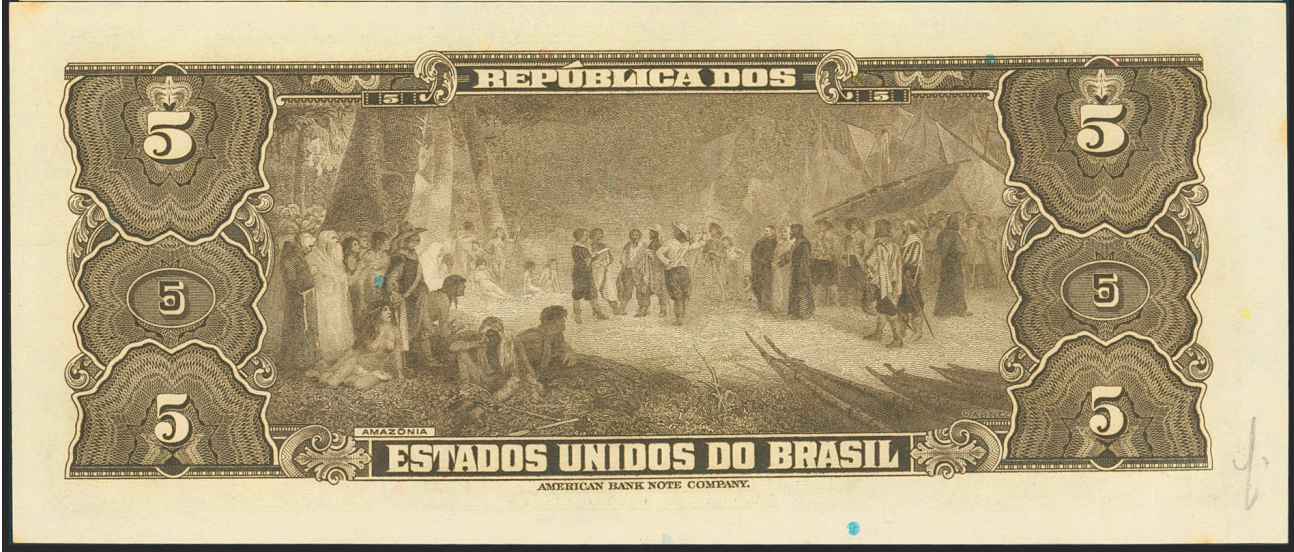 REPÚBLICA DOS
5 5
5 5
5 5
AMAZÔNIA
5 5
ESTADOS UNIDOS DO BRASIL
AMERICAN BANK NOTE COMPANY.